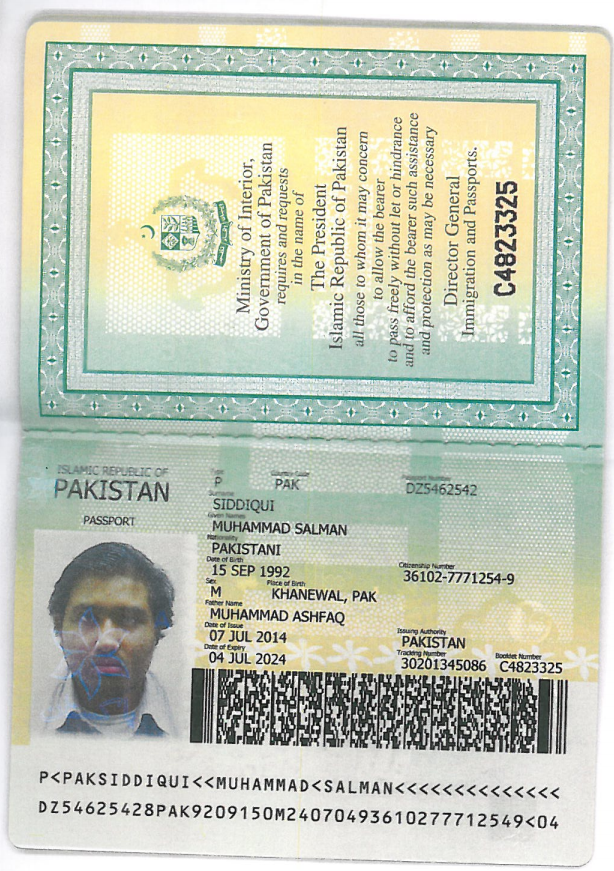 Ministry of Interior,
Government of Pakistan
requires and requests
in the name of
The President
Islamic Republic of Pakistan
all those to whom it may concern
to allow the bearer
to pass freely without let or hindrance
and to afford the bearer such assistance
and protection as may be necessary
Director General
Immigration and Passports.
C4823325
ISLAMIC REPUBLIC OF
PAKISTAN
PASSPORT
Type Country Code Passport Number
P PAK DZ5462542
Surname
SIDDIQUI
Given Names
MUHAMMAD SALMAN
Nationality
PAKISTANI
Date of Birth Citizenship Number
15 SEP 1992 36102-7771254-9
Sex Place of Birth
M KHANEWAL, PAK
Father Name
MUHAMMAD ASHFAQ
Date of Issue Issuing Authority
07 JUL 2014 PAKISTAN
Date of Expiry Tracking Number Booklet Number
04 JUL 2024 30201345086 C4823325
P<PAKSIDDIQUI<<MUHAMMAD<SALMAN<<<<<<<<<<<<<<
DZ54625428PAK9209150M24070493610277712549<04